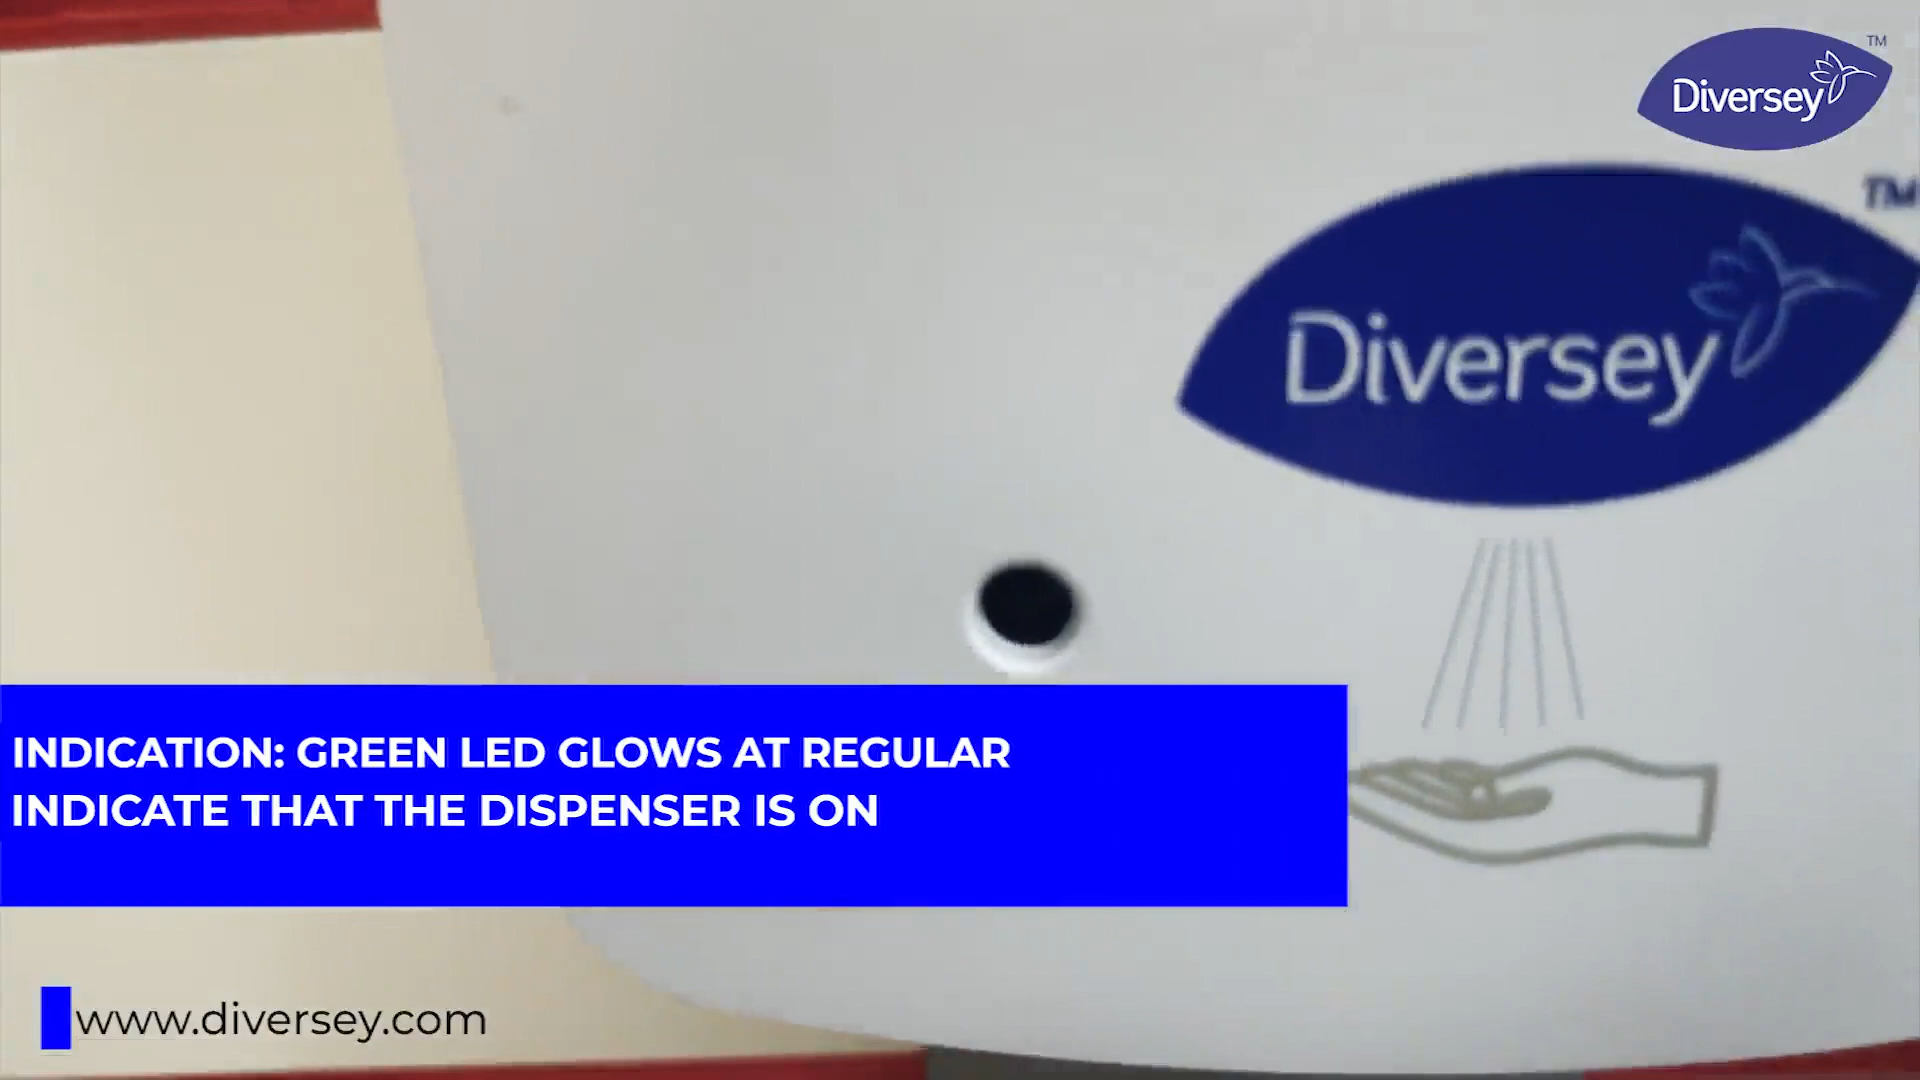 Diversey
TM
Diversey
TM
INDICATION: GREEN LED GLOWS AT REGULAR
INDICATE THAT THE DISPENSER IS ON
www.diversey.com